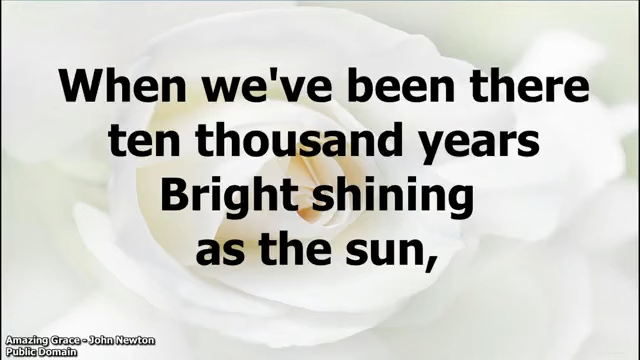 When we've been there
ten thousand years
Bright shining
as the sun,
Amazing Grace - John Newton
Public Domain